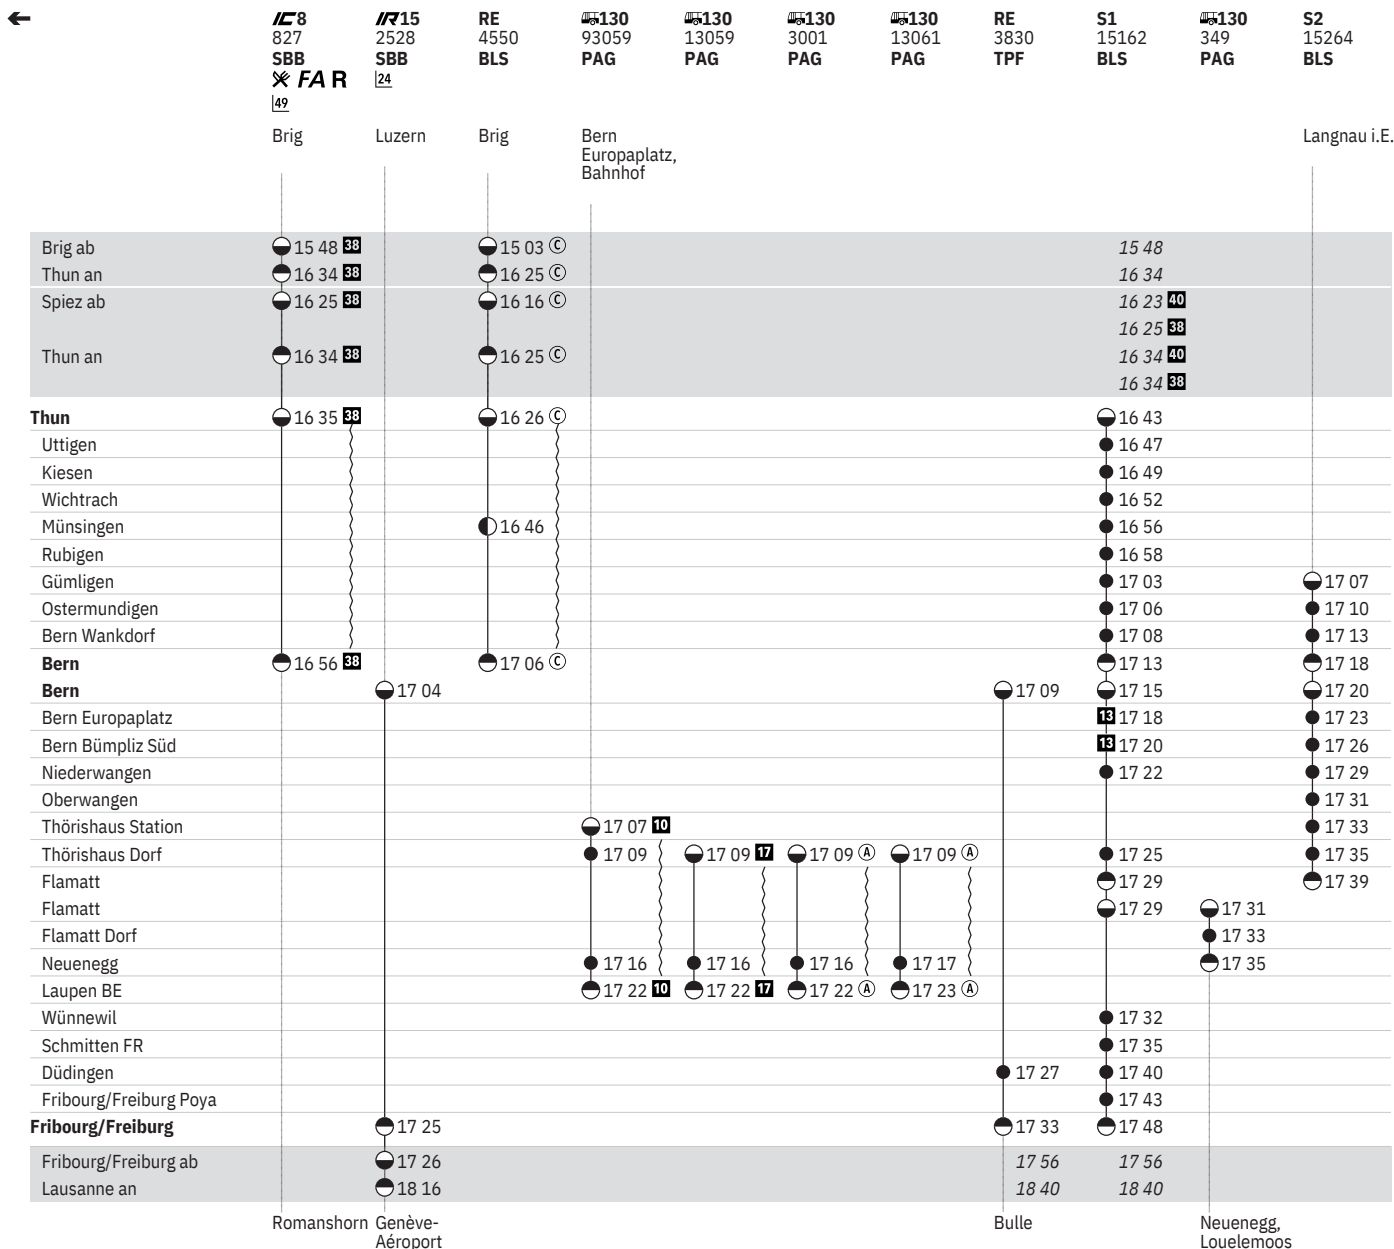 IC8 IR15 RE 130 130 130 130 RE S1 130 S2
827 2528 4550 93059 13059 3001 13061 3830 15162 349 15264
SBB SBB BLS PAG PAG PAG PAG TPF BLS PAG BLS
FA R 24
49
Brig Luzern Brig Bern Langnau i.E.
Europaplatz,
Bahnhof
Brig ab 15 48 38 15 03 C 15 48
Thun an 16 34 38 16 25 C 16 34
Spiez ab 16 25 38 16 16 C 16 23 40
16 25 38
Thun an 16 34 38 16 25 C 16 34 40
16 34 38
Thun 16 35 38 16 26 C 16 43
Uttigen 16 47
Kiesen 16 49
Wichtrach 16 52
Münsingen 16 46 16 56
Rubigen 16 58
Gümligen 17 03 17 07
Ostermundigen 17 06 17 10
Bern Wankdorf 17 08 17 13
Bern 16 56 38 17 06 C 17 13 17 18
Bern 17 04 17 09 17 15 17 20
Bern Europaplatz 13 17 18 17 23
Bern Bümpliz Süd 13 17 20 17 26
Niederwangen 17 22 17 29
Oberwangen 17 31
Thörishaus Station 17 07 10 17 33
Thörishaus Dorf 17 09 17 09 17 17 09 A 17 09 A 17 25 17 35
Flamatt 17 29 17 39
Flamatt 17 29 17 31
Flamatt Dorf 17 33
Neuenegg 17 16 17 16 17 16 17 17 17 35
Laupen BE 17 22 10 17 22 17 17 22 A 17 23 A
Wünnewil 17 32
Schmitten FR 17 35
Düdingen 17 27 17 40
Fribourg/Freiburg Poya 17 43
Fribourg/Freiburg 17 25 17 33 17 48
Fribourg/Freiburg ab 17 26 17 56 17 56
Lausanne an 18 16 18 40 18 40
Romanshorn Genève- Bulle Neuenegg,
Aéroport Louelemoos